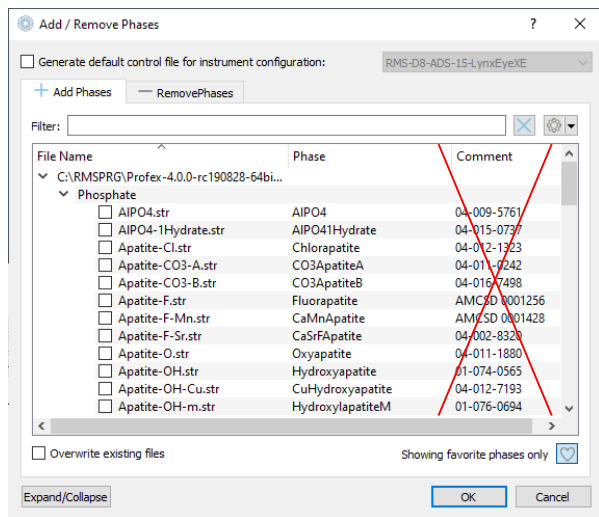 Add / Remove Phases ?
Generate default control file for instrument configuration: RMS-D8-ADS-15-LynxEyeXE
Add Phases RemovePhases
Filter:
File Name Phase Comment
C:\RMSPRG\Profex-4.0.0-rc190828-64bi...
Phosphate
AlPO4.str AlPO4 04-009-5761
AlPO4-1Hydrate.str AlPO41Hydrate 04-015-0737
Apatite-Cl.str Chlorapatite 04-012-1323
Apatite-CO3-A.str CO3ApatiteA 04-011-0242
Apatite-CO3-B.str CO3ApatiteB 04-016-7498
Apatite-F.str Fluorapatite AMCSD 0001256
Apatite-F-Mn.str CaMnApatite AMCSD 0001428
Apatite-F-Sr.str CaSrFApatite 04-002-8320
Apatite-O.str Oxyapatite 04-011-1880
Apatite-OH.str Hydroxyapatite 01-074-0565
Apatite-OH-Cu.str CuHydroxyapatite 04-012-7193
Apatite-OH-m.str HydroxylapatiteM 01-076-0694
Overwrite existing files Showing favorite phases only
Expand/Collapse OK Cancel